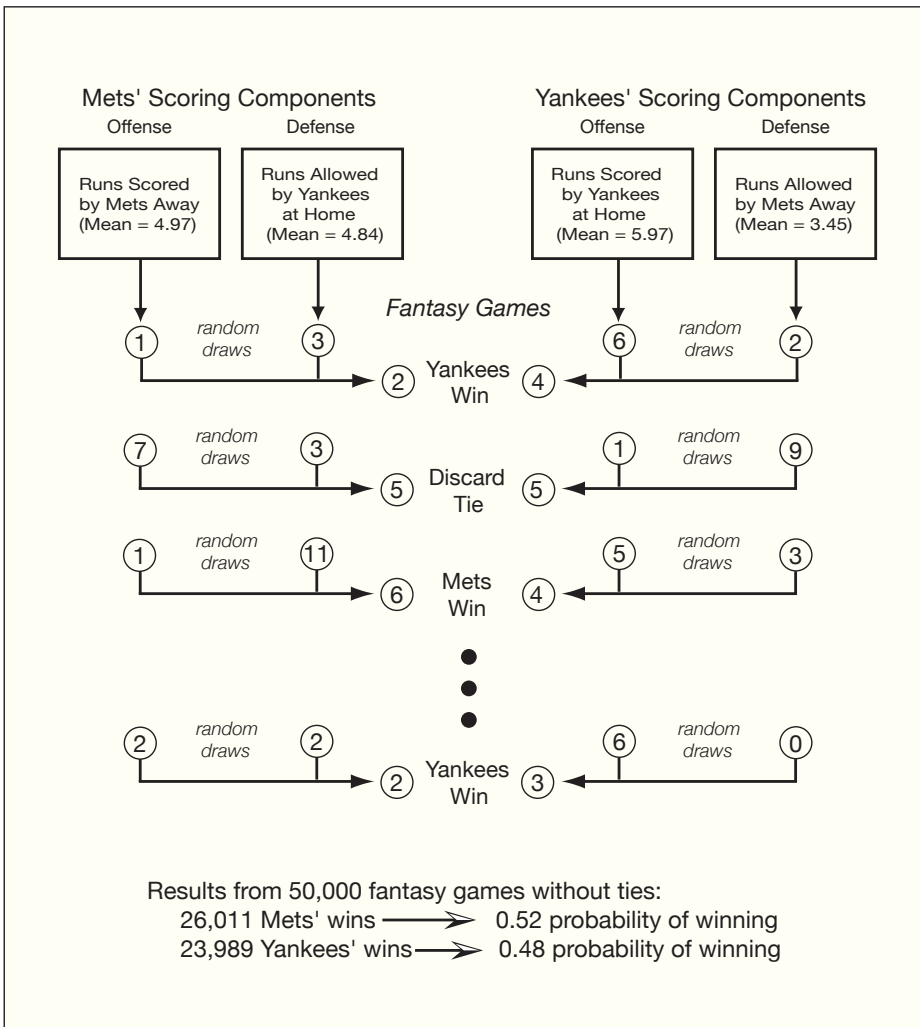 Mets' Scoring Components Yankees' Scoring Components
Offense Defense Offense Defense
Runs Scored
by Mets Away
(Mean = 4.97)
Runs Allowed
by Yankees
at Home
(Mean = 4.84)
Runs Scored
by Yankees
at Home
(Mean = 5.97)
Runs Allowed
by Mets Away
(Mean = 3.45)
Fantasy Games
1 random 3 6 random 2
draws draws
2 Yankees 4
Win
7 random 3 1 random 9
draws draws
5 Discard 5
Tie
1 random 11 5 random 3
draws draws
6 Mets 4
Win
2 random 2 6 random 0
draws draws
2 Yankees 3
Win
Results from 50,000 fantasy games without ties:
26,011 Mets' wins 0.52 probability of winning
23,989 Yankees' wins 0.48 probability of winning